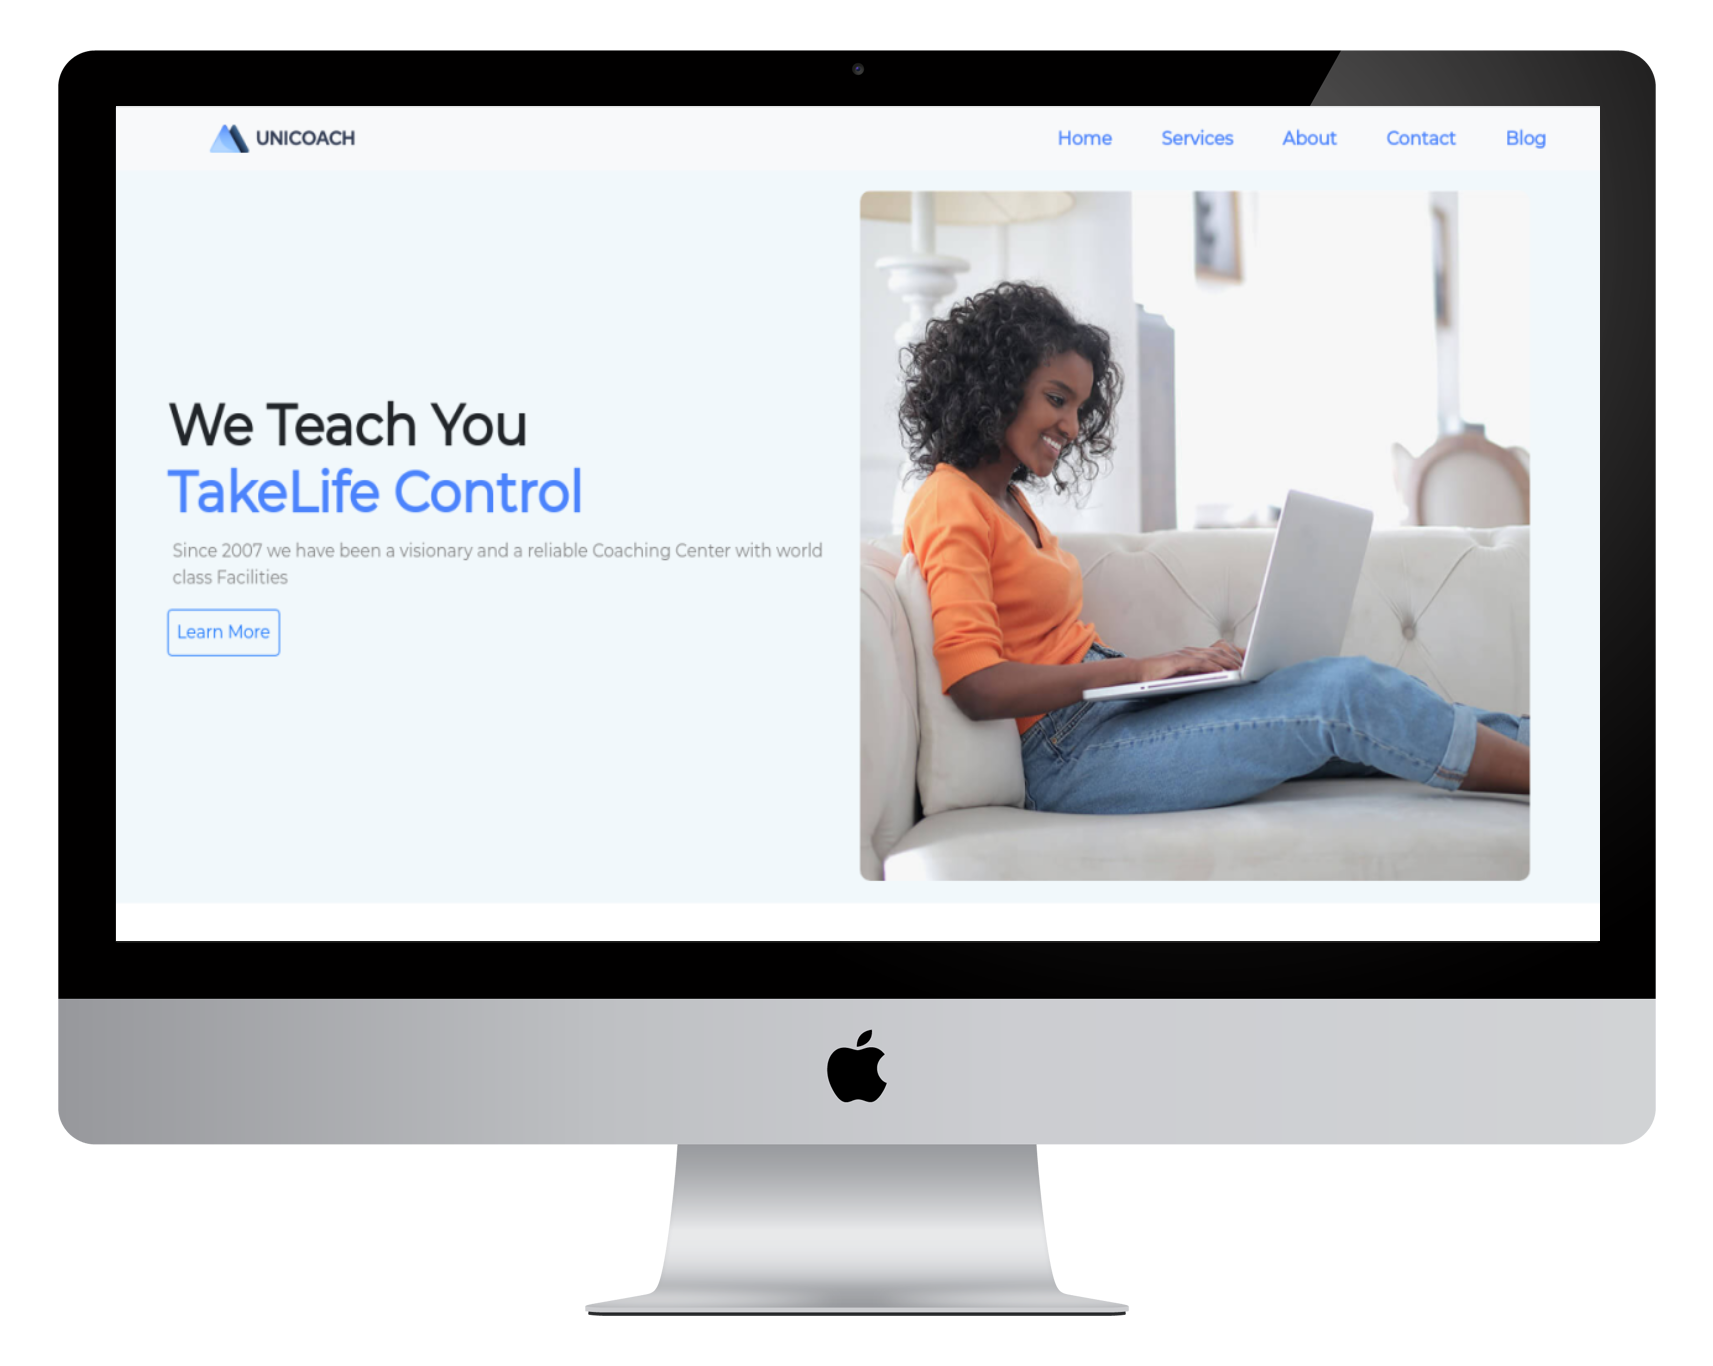 UNICOACH
Home Services About Contact Blog
We Teach You
TakeLife Control
Since 2007 we have been a visionary and a reliable Coaching Center with world
class Facilities
Learn More